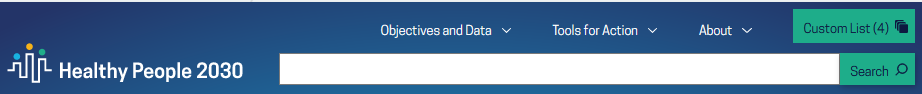 Objectives and Data Tools for Action About Custom List (4)
Healthy People 2030 Search